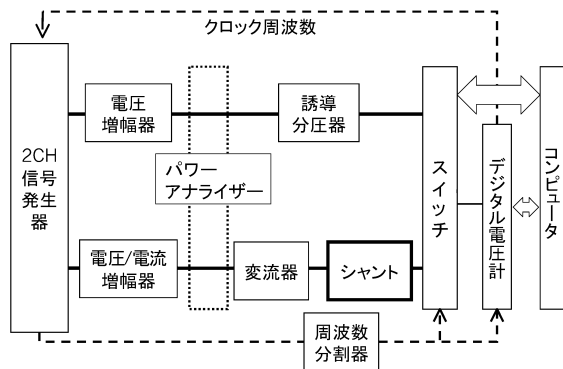 クロック周波数
2CH
信号
発生
器
電圧
増幅器
誘導
分圧器
パワー
アナライザー
電圧/電流
増幅器
変流器
シャント
スイッチ
デジタル電圧計
コンピュータ
周波数
分割器